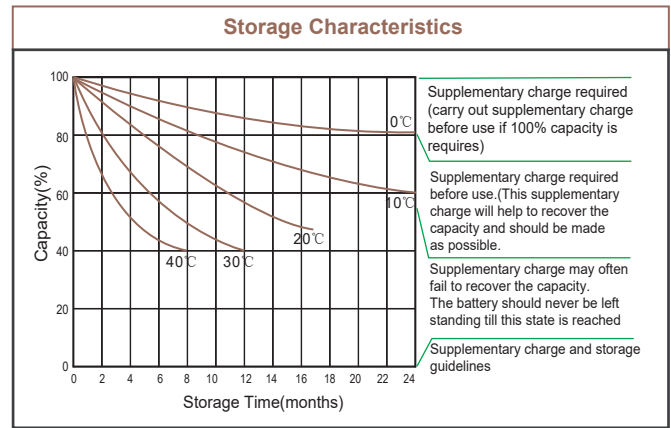 Storage Characteristics
Capacity(%)
100
80
60
40
20
0
0 2 4 6 8 10 12 14 16 18 20 22 24
Storage Time(months)
0℃
10℃
20℃
30℃
40℃
Supplementary charge required
(carry out supplementary charge
before use if 100% capacity is
requires)
Supplementary charge required
before use.(This supplementary
charge will help to recover the
capacity and should be made
as possible.
Supplementary charge may often
fail to recover the capacity.
The battery should never be left
standing till this state is reached
Supplementary charge and storage
guidelines